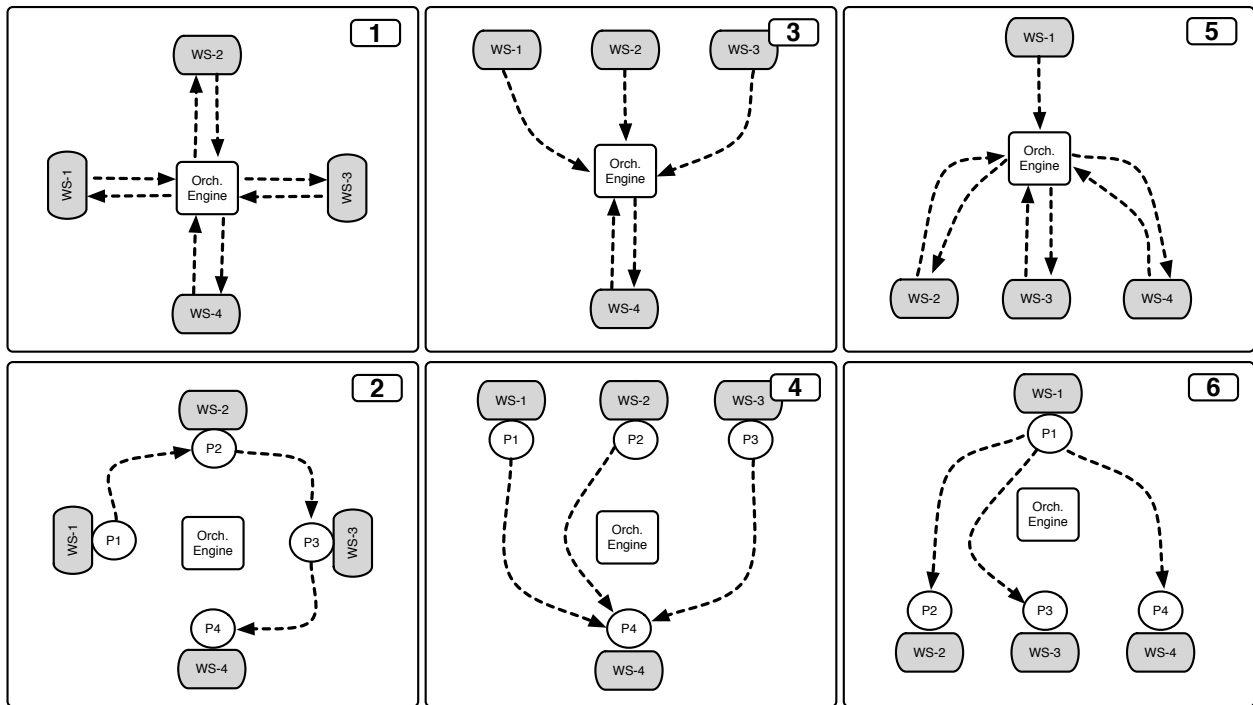 1
WS-2
WS-1
Orch.
Engine
WS-3
WS-4
3
WS-1
WS-2
WS-3
Orch.
Engine
WS-4
5
WS-1
Orch.
Engine
WS-2
WS-3
WS-4
2
WS-2
P2
WS-1
P1
Orch.
Engine
P3
WS-3
P4
WS-4
4
WS-1
WS-2
WS-3
P1
P2
P3
Orch.
Engine
P4
WS-4
6
WS-1
P1
Orch.
Engine
P2
P3
P4
WS-2
WS-3
WS-4